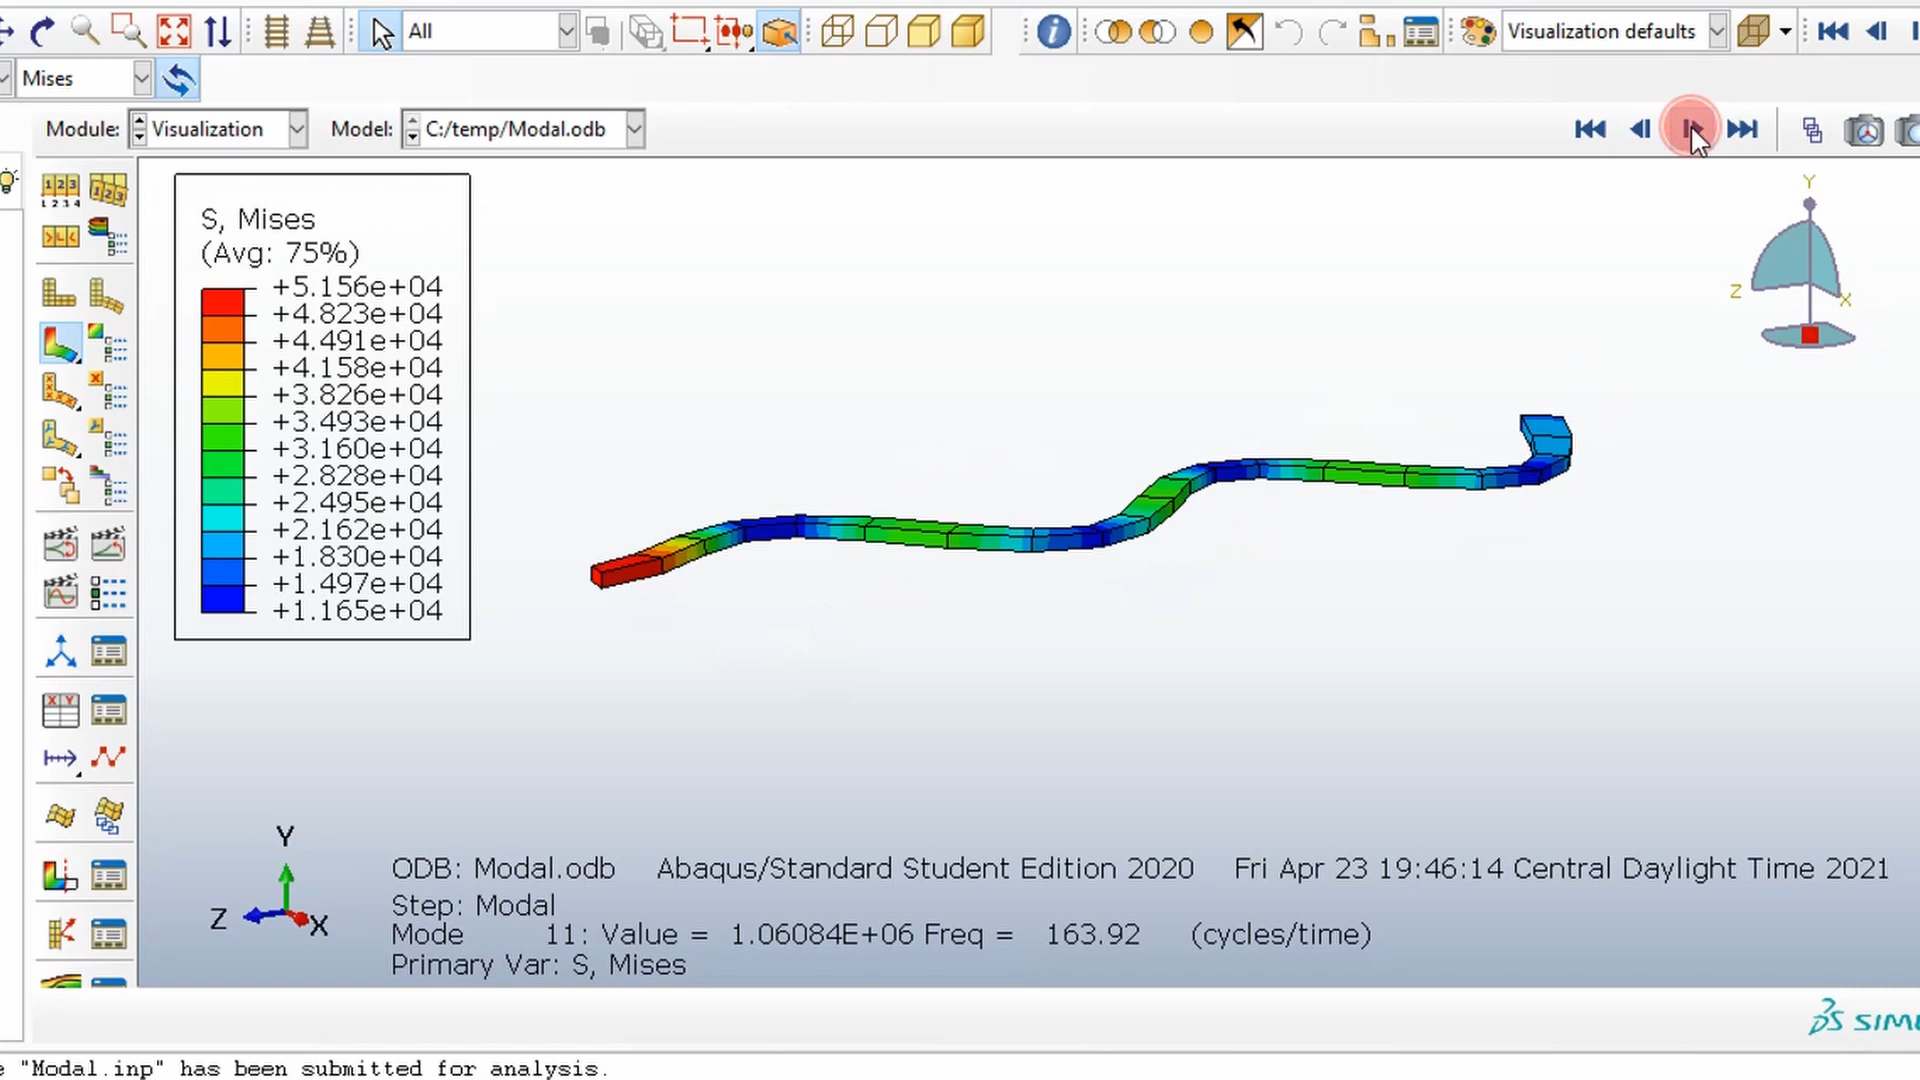 All
Visualization defaults
Mises
Module: Visualization Model: C:/temp/Modal.odb
S, Mises
(Avg: 75%)
+5.156e+04
+4.823e+04
+4.491e+04
+4.158e+04
+3.826e+04
+3.493e+04
+3.160e+04
+2.828e+04
+2.495e+04
+2.162e+04
+1.830e+04
+1.497e+04
+1.165e+04
Y
Z
X
Y
Z
X
ODB: Modal.odb Abaqus/Standard Student Edition 2020 Fri Apr 23 19:46:14 Central Daylight Time 2021
Step: Modal
Mode 11: Value = 1.06084E+06 Freq = 163.92 (cycles/time)
Primary Var: S, Mises
"Modal.inp" has been submitted for analysis.